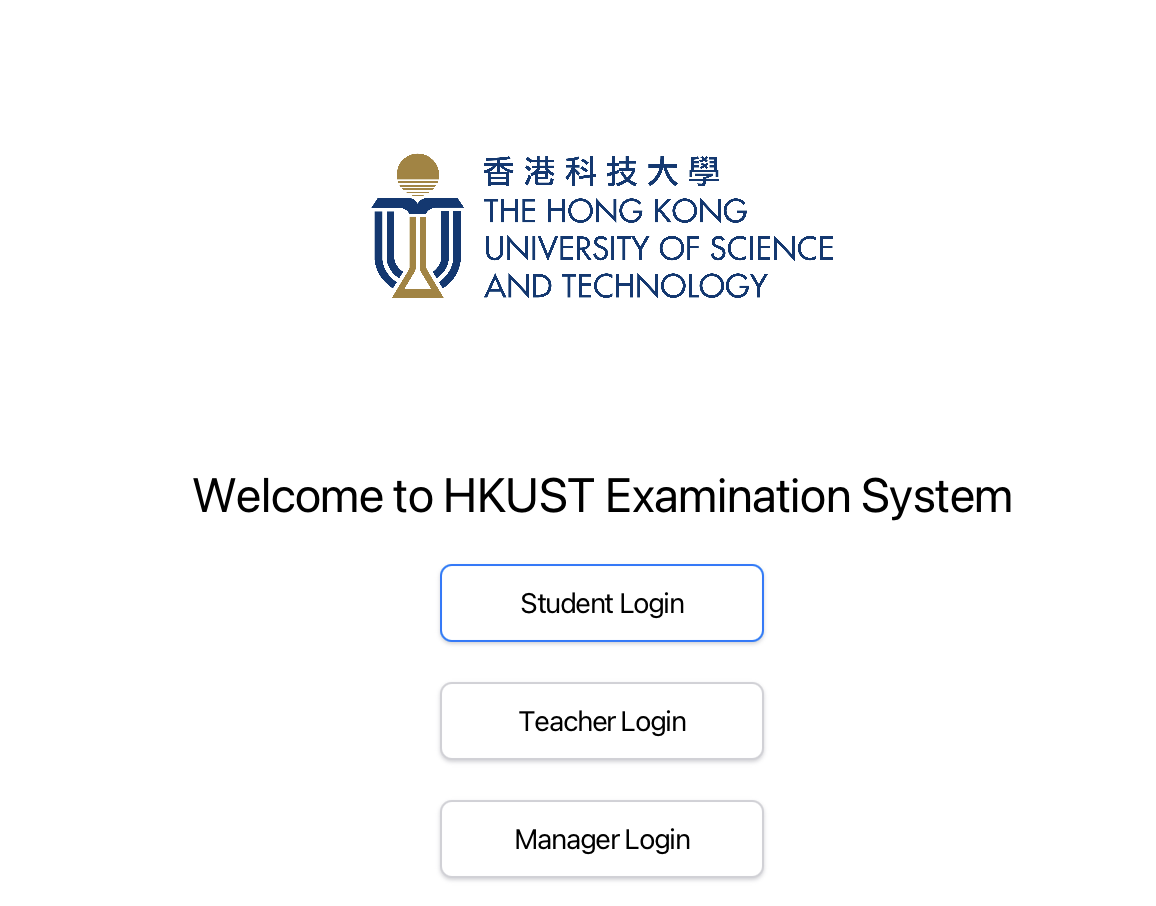 香港科技大學
THE HONG KONG
UNIVERSITY OF SCIENCE
AND TECHNOLOGY
Welcome to HKUST Examination System
Student Login
Teacher Login
Manager Login